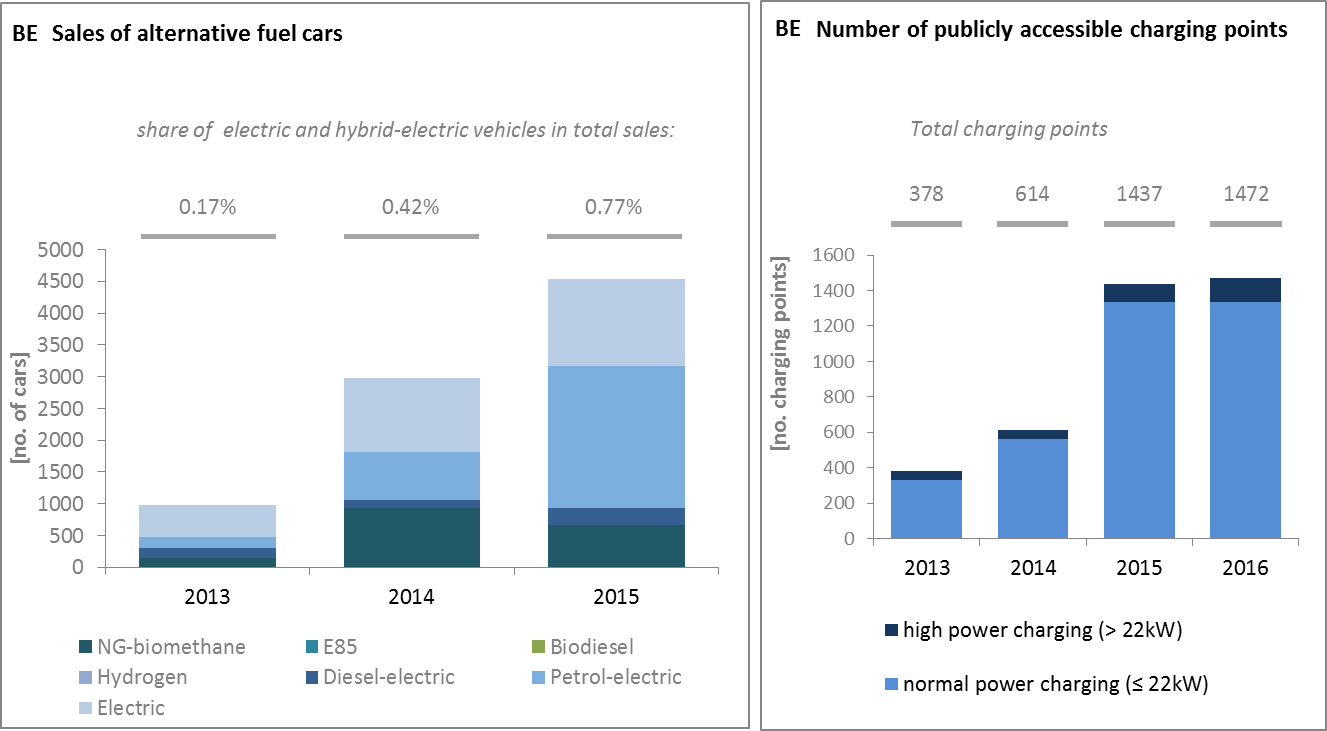 BE Sales of alternative fuel cars
share of electric and hybrid-electric vehicles in total sales:
0.17% 0.42% 0.77%
5000
4500
4000
3500
3000
2500
2000
1500
1000
500
0
[no. of cars]
2013 2014 2015
NG-biomethane E85 Biodiesel
Hydrogen Diesel-electric Petrol-electric
Electric
BE Number of publicly accessible charging points
Total charging points
378 614 1437 1472
1600
1400
1200
1000
800
600
400
200
0
[no. charging points]
2013 2014 2015 2016
high power charging (> 22kW)
normal power charging (≤ 22kW)